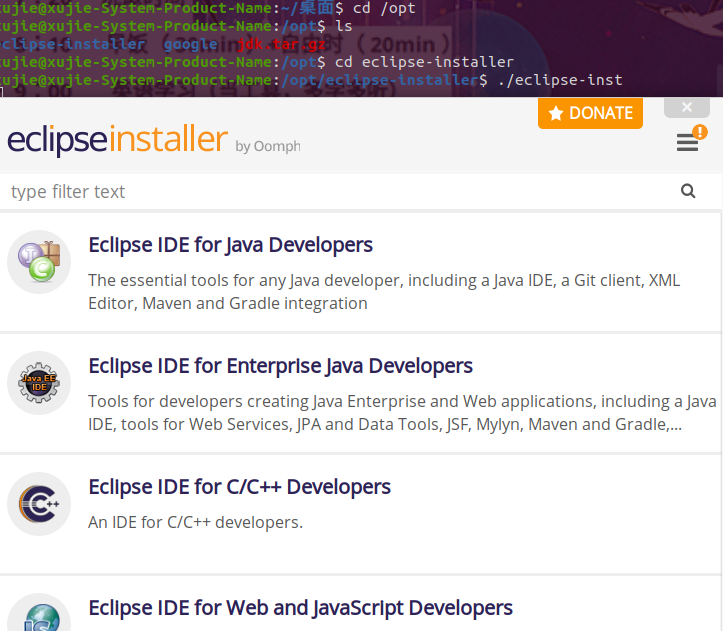 xujie@xujie-System-Product-Name:~/桌面$ cd /opt
xujie@xujie-System-Product-Name:/opt$ ls
eclipse-installer google jdk.tar.gz
xujie@xujie-System-Product-Name:/opt$ cd eclipse-installer
xujie@xujie-System-Product-Name:/opt/eclipse-installer$ ./eclipse-inst
DONATE
eclipseinstaller by Oomph
type filter text
Eclipse IDE for Java Developers
The essential tools for any Java developer, including a Java IDE, a Git client, XML
Editor, Maven and Gradle integration
Eclipse IDE for Enterprise Java Developers
Java EE
IDE
Tools for developers creating Java Enterprise and Web applications, including a Java
IDE, tools for Web Services, JPA and Data Tools, JSF, Mylyn, Maven and Gradle,...
Eclipse IDE for C/C++ Developers
An IDE for C/C++ developers.
Eclipse IDE for Web and JavaScript Developers